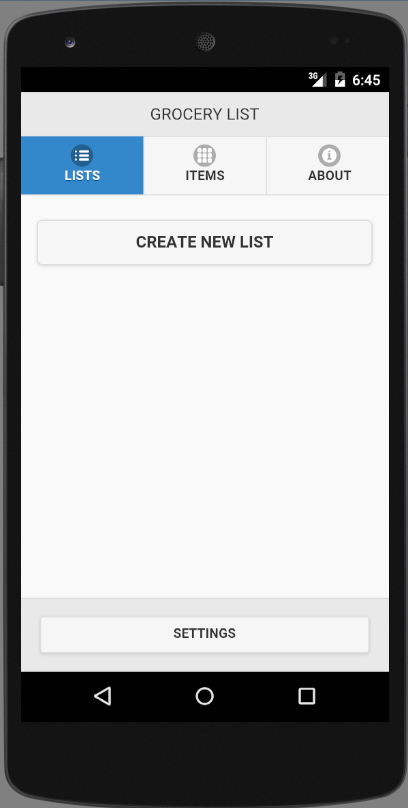 3G
6:45
GROCERY LIST
LISTS
ITEMS
ABOUT
CREATE NEW LIST
SETTINGS